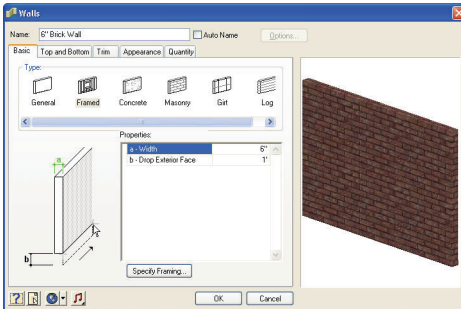 Walls
Name: 6" Brick Wall Auto Name Options...
Basic Top and Bottom Trim Appearance Quantity
Type:
General Framed Concrete Masonry Girt Log
Properties:
a - Width 6"
b - Drop Exterior Face 1'
a
b
Specify Framing...
OK Cancel